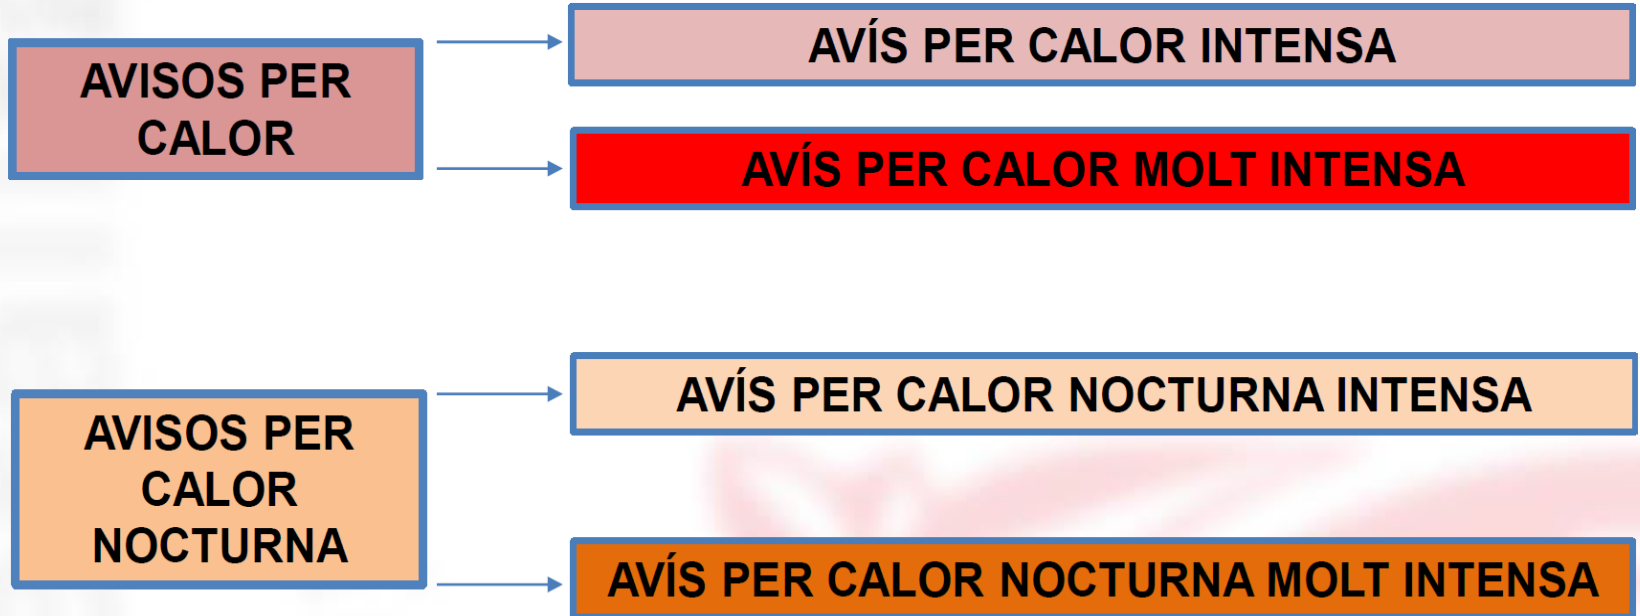 AVISOS PER
CALOR
AVÍS PER CALOR INTENSA
AVÍS PER CALOR MOLT INTENSA
AVISOS PER
CALOR
NOCTURNA
AVÍS PER CALOR NOCTURNA INTENSA
AVÍS PER CALOR NOCTURNA MOLT INTENSA